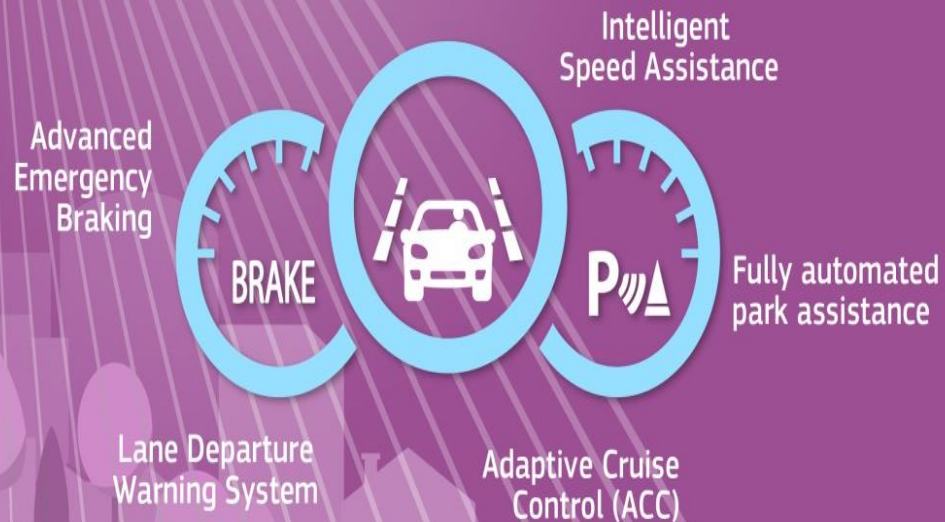 Intelligent
Speed Assistance
Advanced
Emergency
Braking
BRAKE
P
Fully automated
park assistance
Lane Departure
Warning System
Adaptive Cruise
Control (ACC)